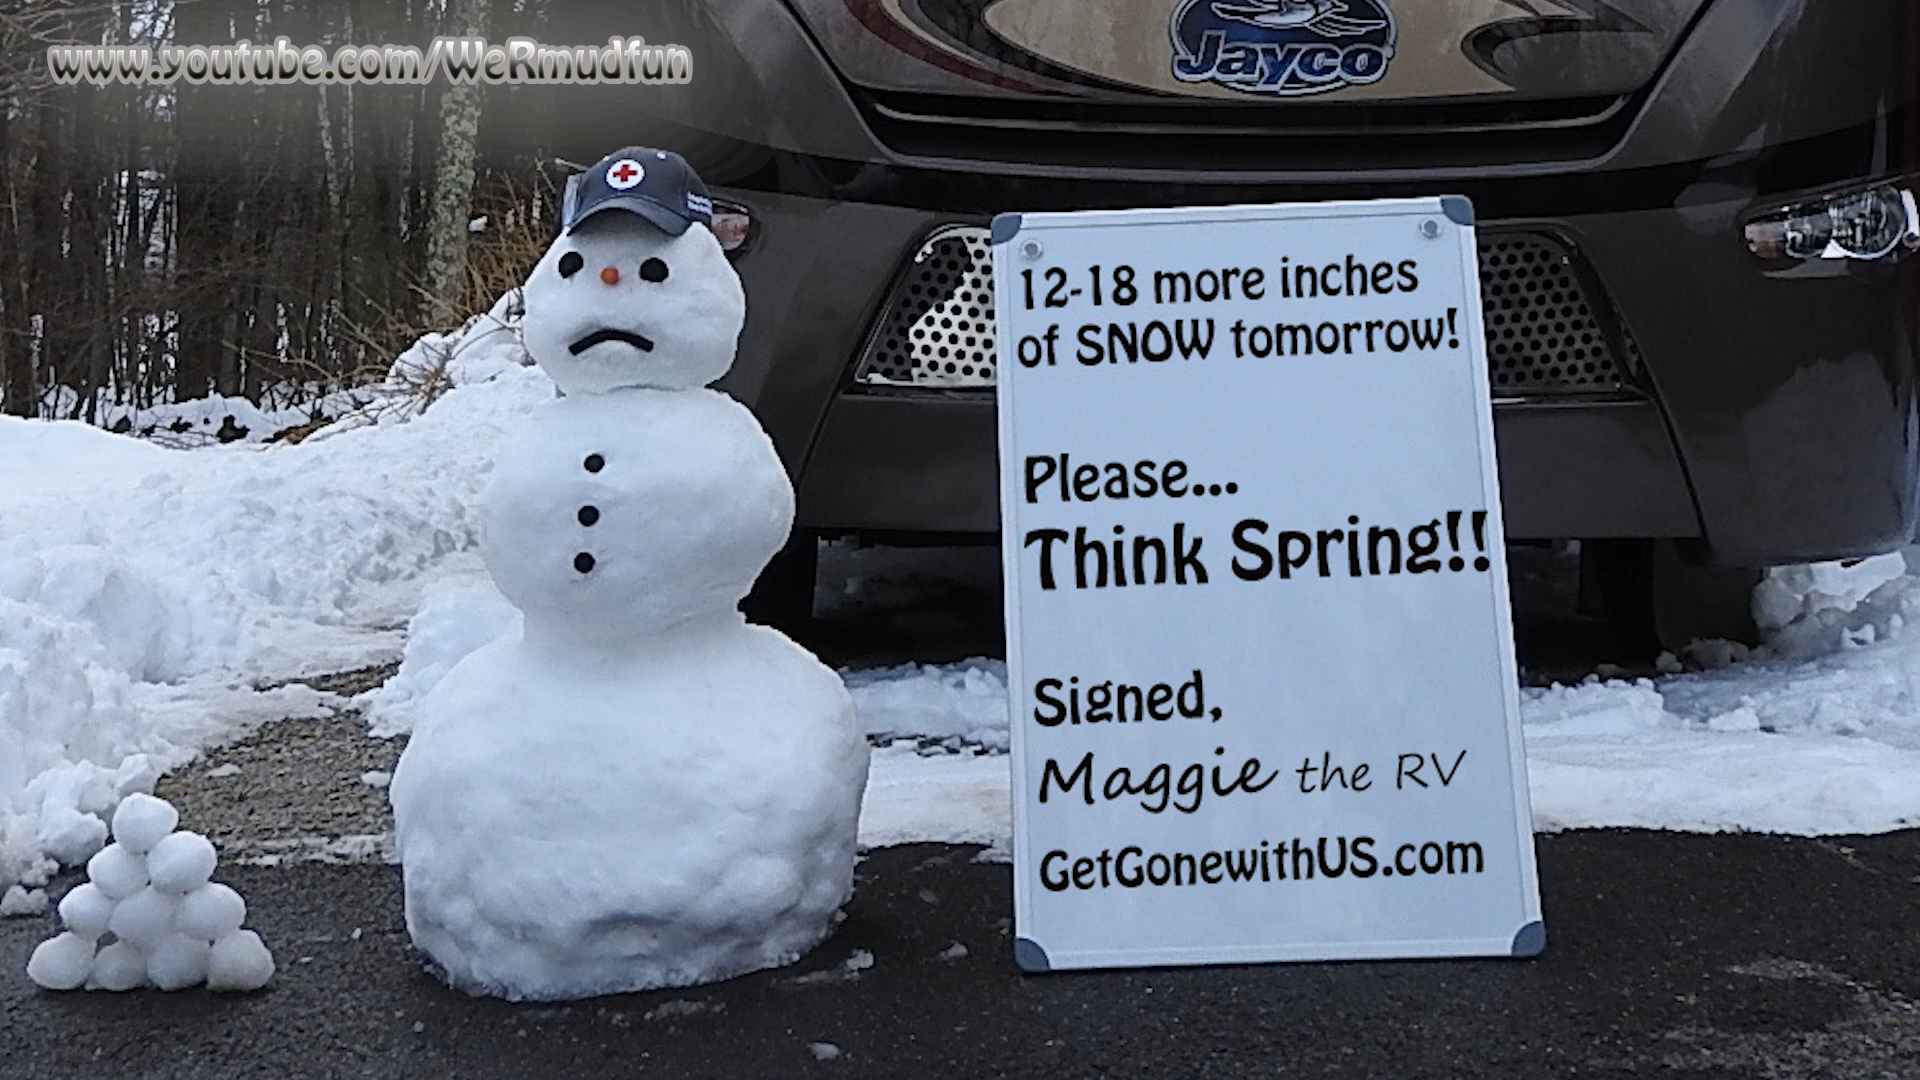 www.youtube.com/WeRmudfun
Jayco
12-18 more inches
of SNOW tomorrow!
Please...
Think Spring!!
Signed,
Maggie the RV
GetGonewithUS.com